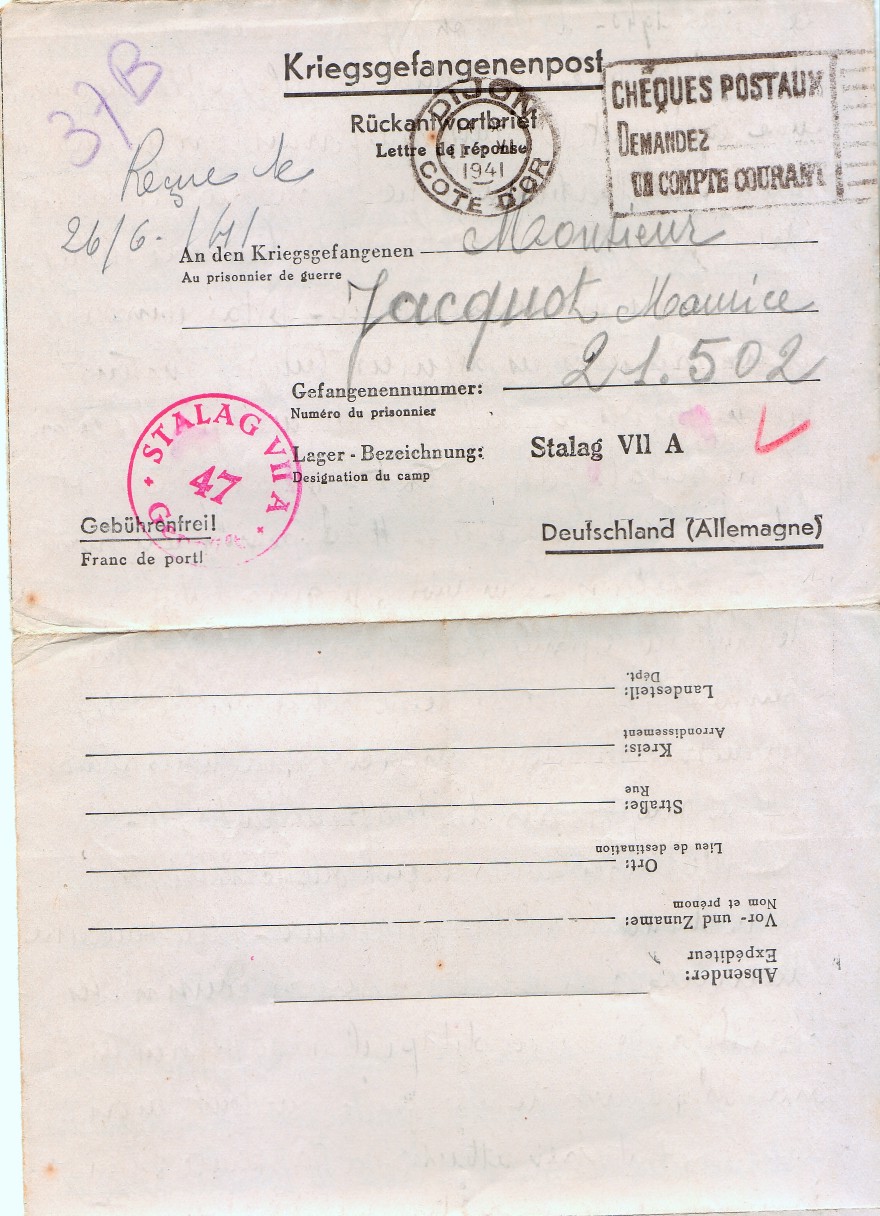 37B
Kriegsgefangenenpost
CHÈQUES POSTAUX
DEMANDEZ
UN COMPTE COURANT
DIJON
1941
COTE D'OR
Rückantwortbrief
Lettre de réponse
Reçue le
26/6-/41
An den Kriegsgefangenen Monsieur
Au prisonnier de guerre
Jacquot Maurice
Gefangenennummer: 21.502
Numéro du prisonnier
STALAG VII A
47
Lager-Bezeichnung: Stalag VII A
Designation du camp
Gebührenfrei!
Franc de port!
Deutschland (Allemagne)
Absender:
Expéditeur
Vor- und Zuname:
Nom et prénom
Ort:
Lieu de destination
Straße:
Rue
Kreis:
Arrondissement
Landesteil:
Dépt.